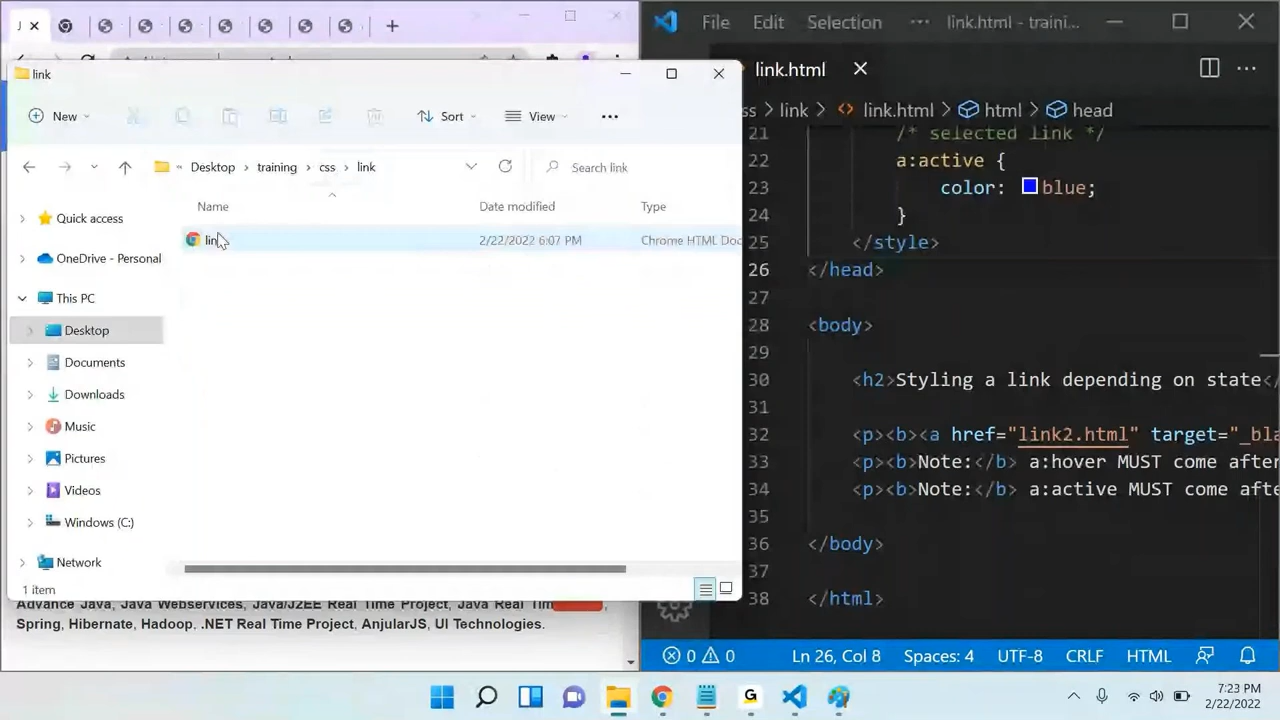 J
link
New
Sort
View
Desktop
training
css
link
Search link
Name
Date modified
Type
link
2/22/2022 6:07 PM
Chrome HTML Doc
Quick access
OneDrive - Personal
This PC
Desktop
Documents
Downloads
Music
Pictures
Videos
Windows (C:)
Network
1 item
Advance Java, Java Webservices, Java/J2EE Real Time Project, Java Real Tim
Spring, Hibernate, Hadoop. .NET Real Time Project, AnjularJS, UI Technologies.
File Edit Selection ··· link.html - traini...
link.html
ss > link > link.html > html > head
21 /* selected link */
22 a:active {
23 color: blue;
24 }
25 </style>
26 </head>
27
28 <body>
29
30 <h2>Styling a link depending on state</
31
32 <p><b><a href="link2.html" target="_bla
33 <p><b>Note:</b> a:hover MUST come after
34 <p><b>Note:</b> a:active MUST come afte
35
36 </body>
37
38 </html>
0 0 Ln 26, Col 8 Spaces: 4 UTF-8 CRLF HTML
7:23 PM
2/22/2022